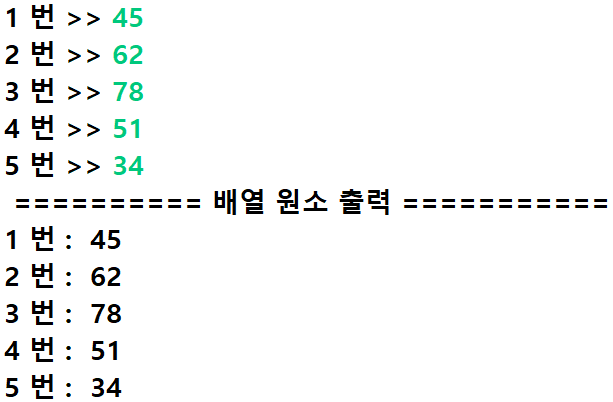 1 번 >> 45
2 번 >> 62
3 번 >> 78
4 번 >> 51
5 번 >> 34
========== 배열 원소 출력 ===========
1 번 :  45
2 번 :  62
3 번 :  78
4 번 :  51
5 번 :  34